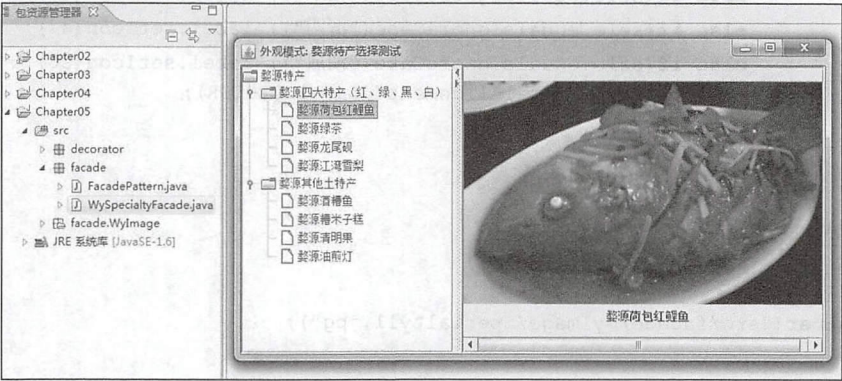 包资源管理器
Chapter02
Chapter03
Chapter04
Chapter05
src
decorator
facade
FacadePattern.java
WySpecialtyFacade.java
facade.WyImage
JRE 系统库 [JavaSE-1.6]
外观模式: 婺源特产选择测试
婺源特产
婺源四大特产（红、绿、黑、白）
婺源荷包红鲤鱼
婺源绿茶
婺源龙尾砚
婺源江湾雪梨
婺源其他土特产
婺源酒糟鱼
婺源糟米子糕
婺源清明果
婺源油煎灯
婺源荷包红鲤鱼